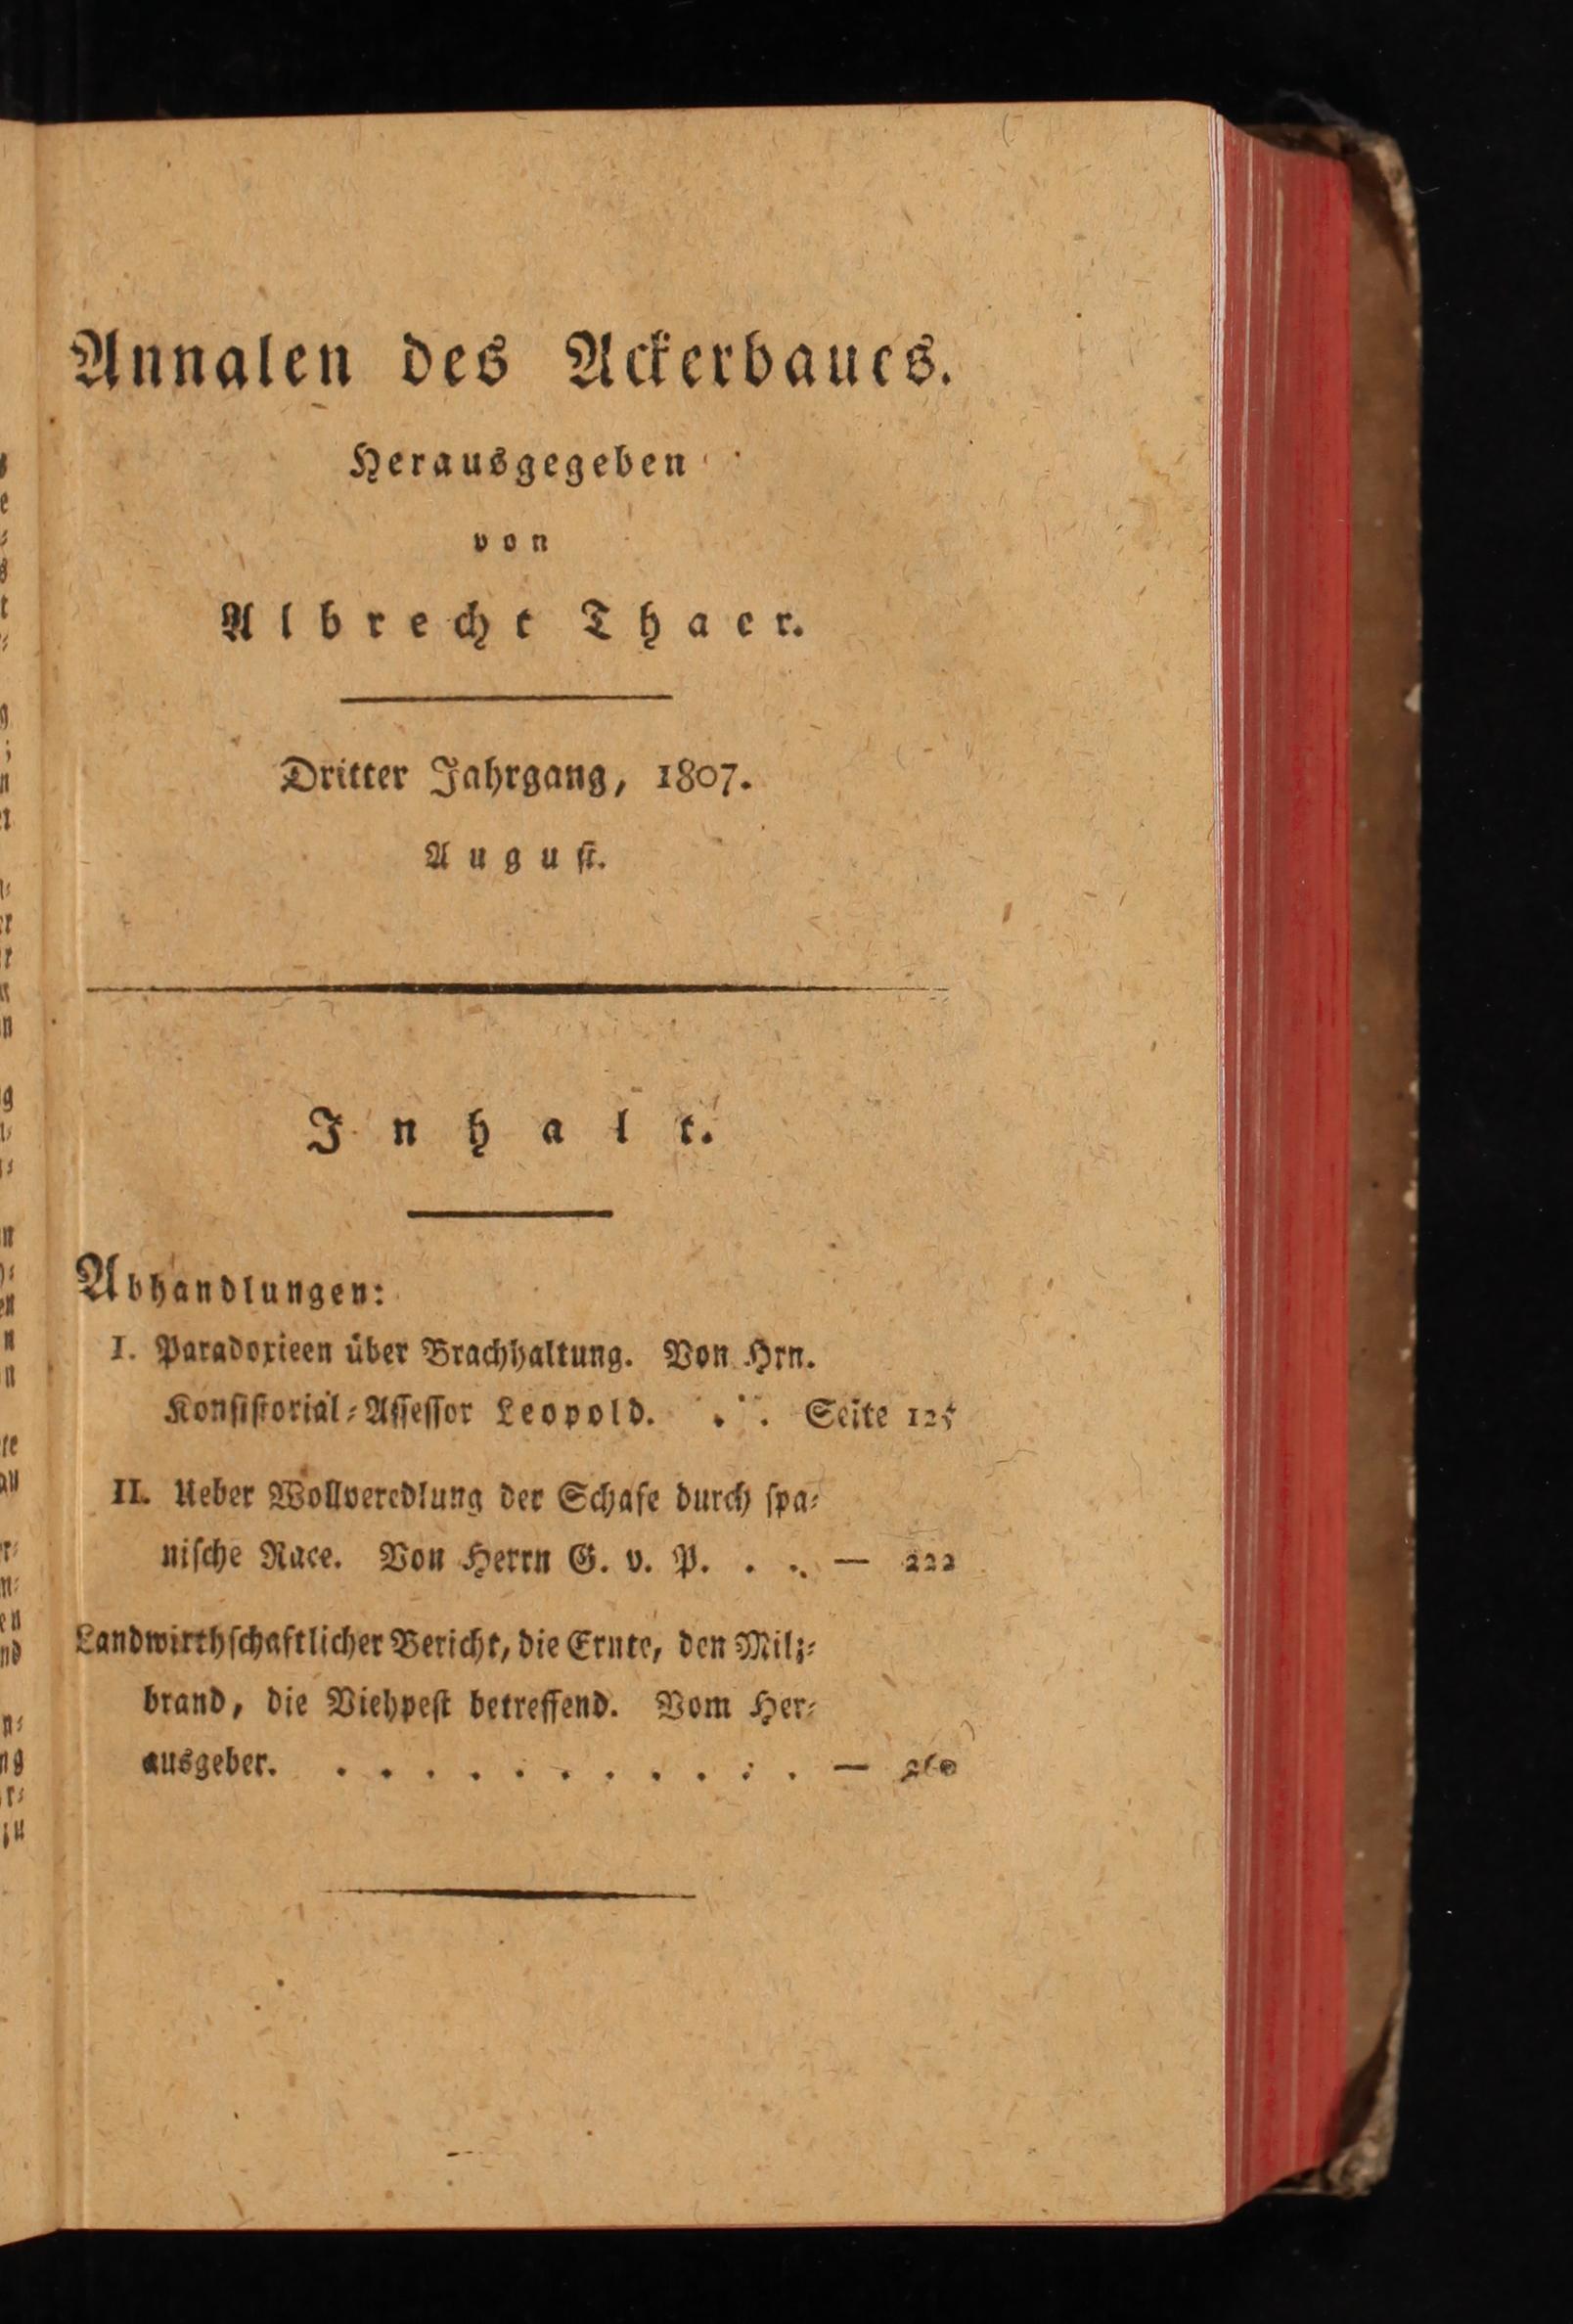 Annalen des Ackerbaues.
Herausgegeben
von
Albrecht Thaer.
Dritter Jahrgang, 1807.
Auguſt.
Inhalt.
Abhandlungen:
I. Paradoxieen über Brachhaltung. Von Hrn.
Konſiſtorial-Aſſeſſor Leopold. . . Seite 125
II. Ueber Wollveredlung der Schafe durch ſpa-
niſche Race. Von Herrn G. v. P. . . — 222
Landwirthſchaftlicher Bericht, die Ernte, den Milz-
brand, die Viehpeſt betreffend. Vom Her-
ausgeber. . . . . . . . . . . . —